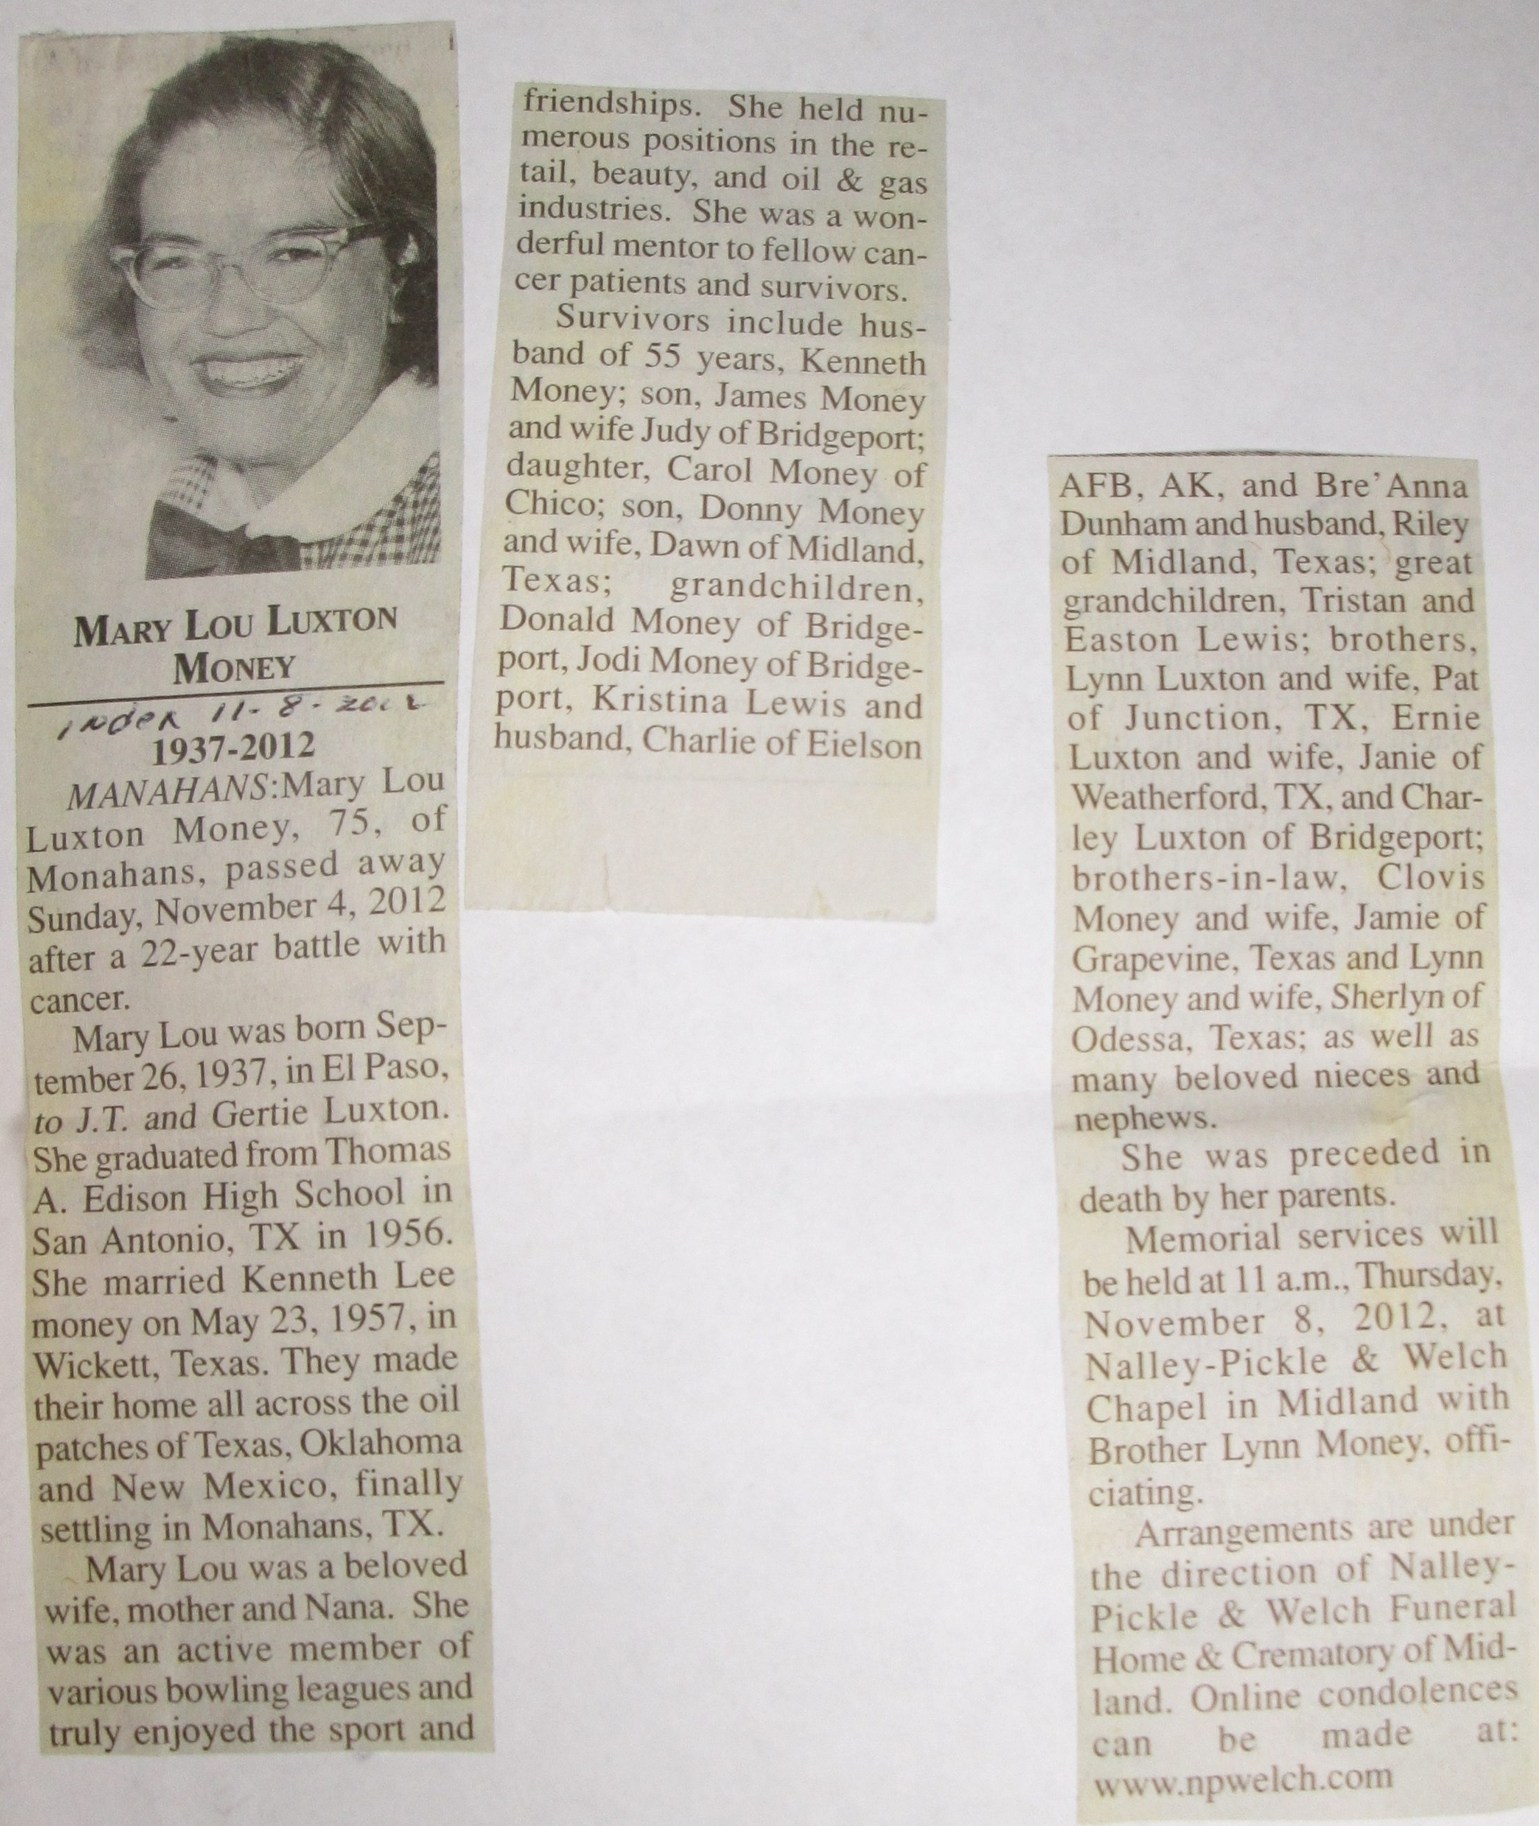 MARY LOU LUXTON
MONEY
INDEX 11-8-2012
1937-2012
MANAHANS:Mary Lou
Luxton Money, 75, of
Monahans, passed away
Sunday, November 4, 2012
after a 22-year battle with
cancer.
Mary Lou was born Sep-
tember 26, 1937, in El Paso,
to J.T. and Gertie Luxton.
She graduated from Thomas
A. Edison High School in
San Antonio, TX in 1956.
She married Kenneth Lee
money on May 23, 1957, in
Wickett, Texas. They made
their home all across the oil
patches of Texas, Oklahoma
and New Mexico, finally
settling in Monahans, TX.
Mary Lou was a beloved
wife, mother and Nana. She
was an active member of
various bowling leagues and
truly enjoyed the sport and
friendships. She held nu-
merous positions in the re-
tail, beauty, and oil & gas
industries. She was a won-
derful mentor to fellow can-
cer patients and survivors.
Survivors include hus-
band of 55 years, Kenneth
Money; son, James Money
and wife Judy of Bridgeport;
daughter, Carol Money of
Chico; son, Donny Money
and wife, Dawn of Midland,
Texas; grandchildren,
Donald Money of Bridge-
port, Jodi Money of Bridge-
port, Kristina Lewis and
husband, Charlie of Eielson
AFB, AK, and Bre'Anna
Dunham and husband, Riley
of Midland, Texas; great
grandchildren, Tristan and
Easton Lewis; brothers,
Lynn Luxton and wife, Pat
of Junction, TX, Ernie
Luxton and wife, Janie of
Weatherford, TX, and Char-
ley Luxton of Bridgeport;
brothers-in-law, Clovis
Money and wife, Jamie of
Grapevine, Texas and Lynn
Money and wife, Sherlyn of
Odessa, Texas; as well as
many beloved nieces and
nephews.
She was preceded in
death by her parents.
Memorial services will
be held at 11 a.m., Thursday,
November 8, 2012, at
Nalley-Pickle & Welch
Chapel in Midland with
Brother Lynn Money, offi-
ciating.
Arrangements are under
the direction of Nalley-
Pickle & Welch Funeral
Home & Crematory of Mid-
land. Online condolences
can be made at:
www.npwelch.com